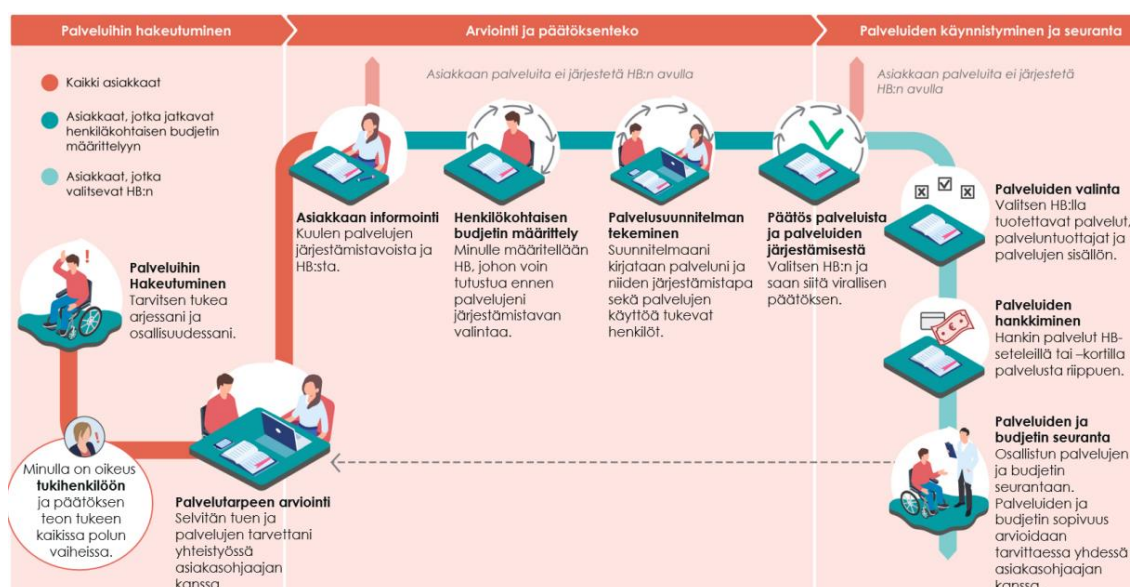 Palveluihin hakeutuminen
Arviointi ja päätöksenteko
Palveluiden käynnistyminen ja seuranta
Kaikki asiakkaat
Asiakkaat, jotka jatkavat
henkilökohtaisen budjetin
määrittelyyn
Asiakkaat, jotka
valitsevat HB:n
Asiakkaan palveluita ei järjestetä HB:n avulla
Asiakkaan palveluita ei järjestetä
HB:n avulla
Palveluihin
Hakeutuminen
Tarvitsen tukea
arjessani ja
osallisuudessani.
Minulla on oikeus
tukihenkilöön
ja päätöksen
teon tukeen
kaikissa polun
vaiheissa.
Palvelutarpeen arviointi
Selvitän tuen ja
palvelujen tarvettani
yhteistyössä
asiakasohjaajan
kanssa
Asiakkaan informointi
Kuulen palvelujen
järjestämistavoista ja
HB:sta.
Henkilökohtaisen
budjetin määrittely
Minulle määritellään
HB, johon voin
tutustua ennen
palvelujeni
järjestämistavan
valintaa.
Palvelusuunnitelman
tekeminen
Suunnitelmaani
kirjataan palveluni ja
niiden järjestämistapa
sekä palvelujen
käyttöä tukevat
henkilöt.
Päätös palveluista
ja palveluiden
järjestämisestä
Valitsen HB:n ja
saan siitä virallisen
päätöksen.
Palveluiden valinta
Valitsen HB:llä
tuotettavat palvelut,
palveluntuottajat ja
palvelujen sisällön.
Palveluiden
hankkiminen
Hankin palvelut HB-
seteleillä tai –kortilla
palvelusta riippuen.
Palveluiden ja
budjetin seuranta
Osallistun palvelujen
ja budjetin
seurantaan.
Palveluiden ja
budjetin sopivuus
arvioidaan
tarvittaessa yhdessä
asiakasohjaajan
kanssa